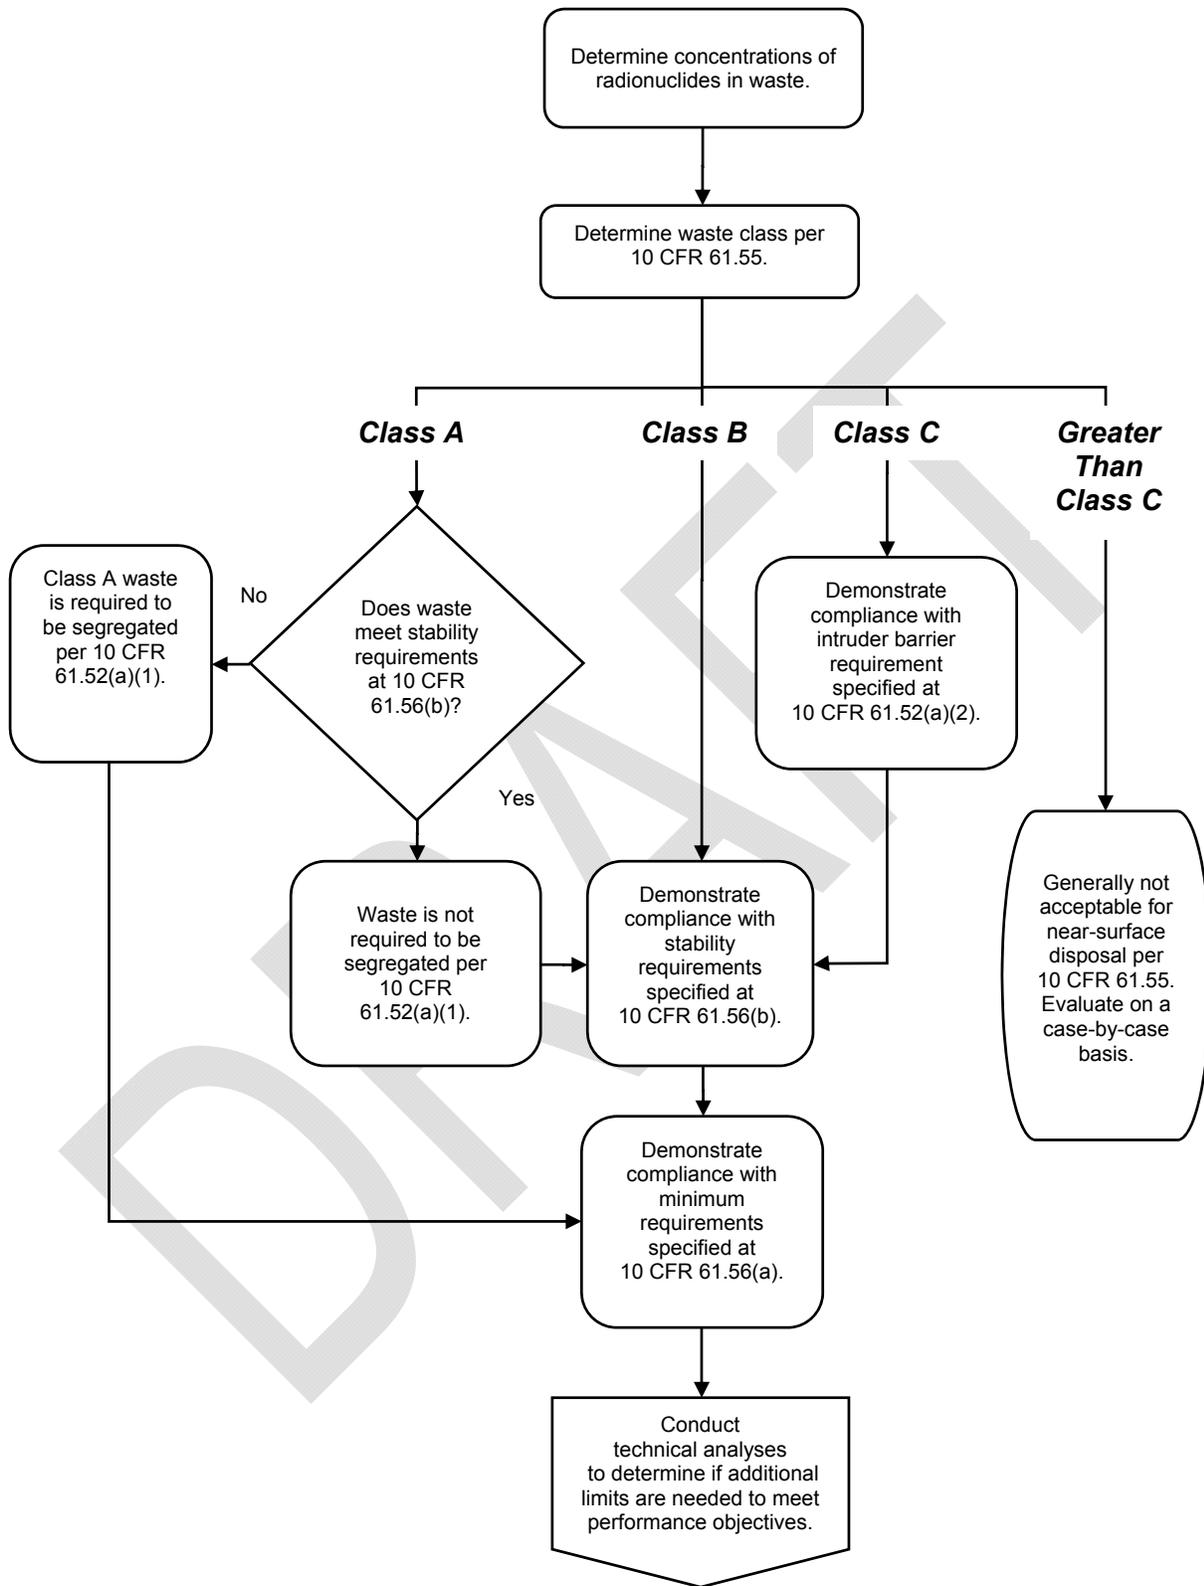 Determine concentrations of
radionuclides in waste.
Determine waste class per
10 CFR 61.55.
Class A
Class B
Class C
Greater
Than
Class C
Class A waste
is required to
be segregated
per 10 CFR
61.52(a)(1).
No
Does waste
meet stability
requirements
at 10 CFR
61.56(b)?
Yes
Demonstrate
compliance with
intruder barrier
requirement
specified at
10 CFR 61.52(a)(2).
Waste is not
required to be
segregated per
10 CFR
61.52(a)(1).
Demonstrate
compliance with
stability
requirements
specified at
10 CFR 61.56(b).
Generally not
acceptable for
near-surface
disposal per
10 CFR 61.55.
Evaluate on a
case-by-case
basis.
Demonstrate
compliance with
minimum
requirements
specified at
10 CFR 61.56(a).
Conduct
technical analyses
to determine if additional
limits are needed to meet
performance objectives.
DRAFT